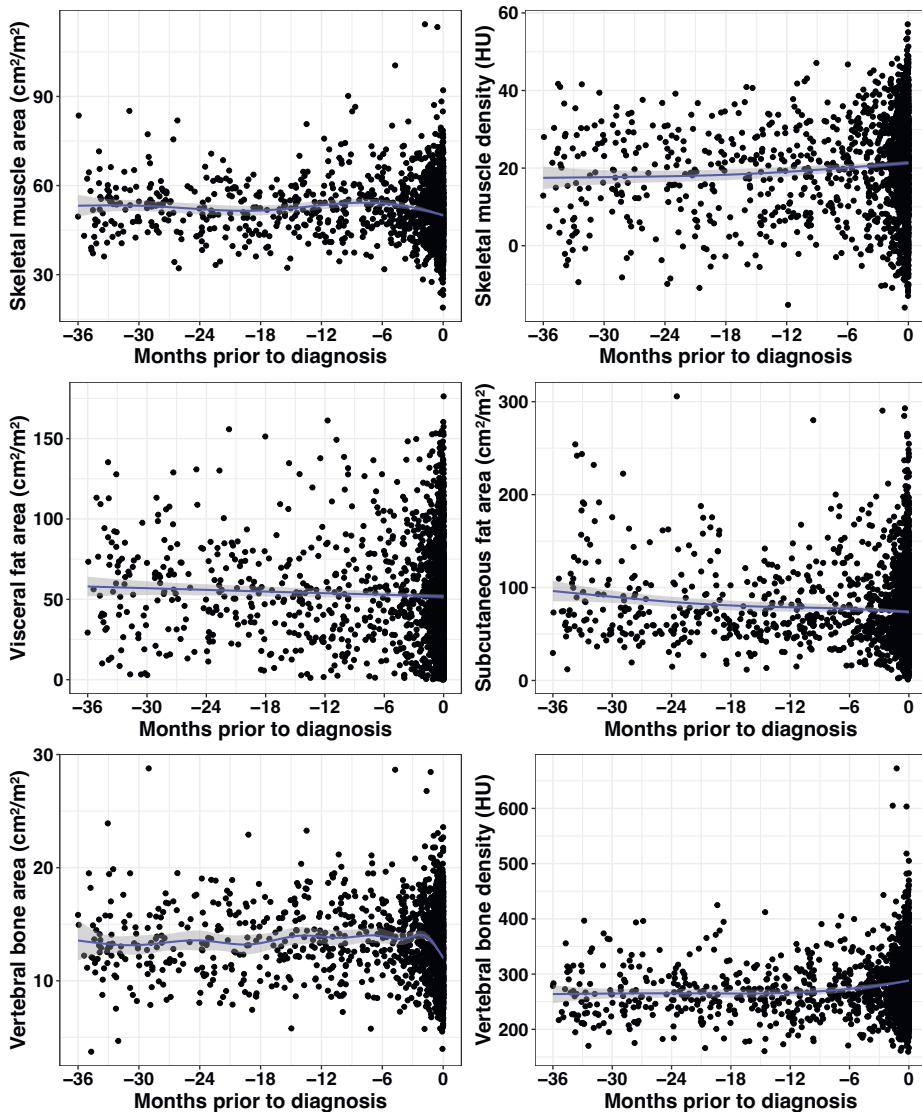 Skeletal muscle area (cm²/m²)
90
60
30
−36 −30 −24 −18 −12 −6 0
Months prior to diagnosis
Skeletal muscle density (HU)
60
40
20
0
−36 −30 −24 −18 −12 −6 0
Months prior to diagnosis
Visceral fat area (cm²/m²)
150
100
50
0
−36 −30 −24 −18 −12 −6 0
Months prior to diagnosis
Subcutaneous fat area (cm²/m²)
300
200
100
0
−36 −30 −24 −18 −12 −6 0
Months prior to diagnosis
Vertebral bone area (cm²/m²)
30
20
10
−36 −30 −24 −18 −12 −6 0
Months prior to diagnosis
Vertebral bone density (HU)
600
500
400
300
200
−36 −30 −24 −18 −12 −6 0
Months prior to diagnosis